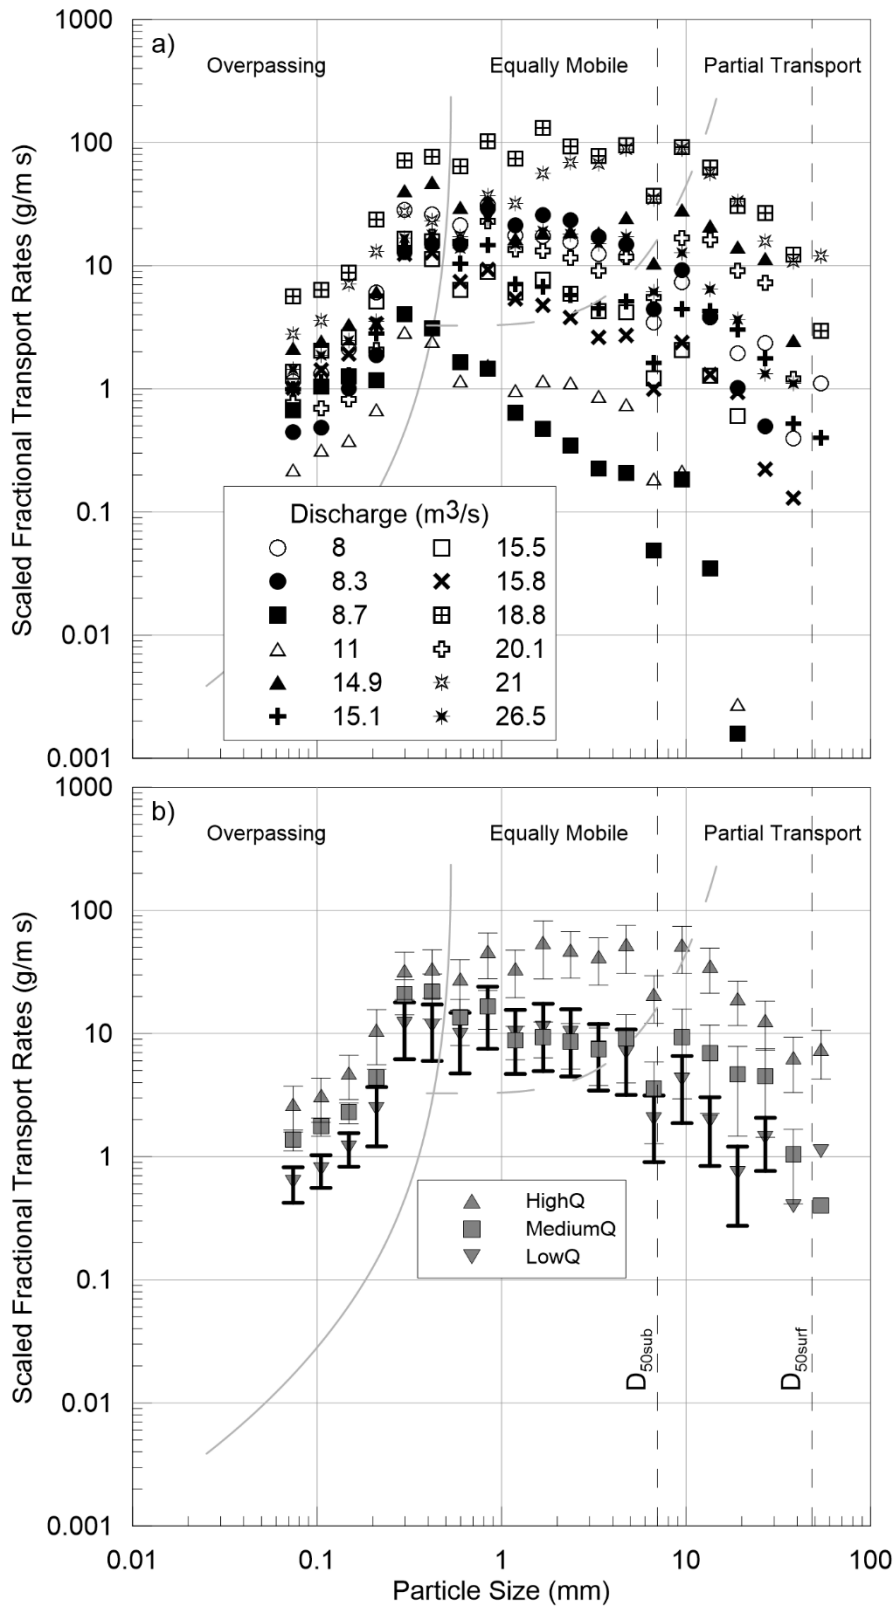 1000
a)
Overpassing Equally Mobile Partial Transport
100
10
1
0.1
0.01
0.001
Scaled Fractional Transport Rates (g/m s)
Discharge (m3/s)
8 15.5
8.3 15.8
8.7 18.8
11 20.1
14.9 21
15.1 26.5
1000
b)
Overpassing Equally Mobile Partial Transport
100
10
1
0.1
0.01
0.001
Scaled Fractional Transport Rates (g/m s)
HighQ
MediumQ
LowQ
D50sub
D50surf
0.01 0.1 1 10 100
Particle Size (mm)